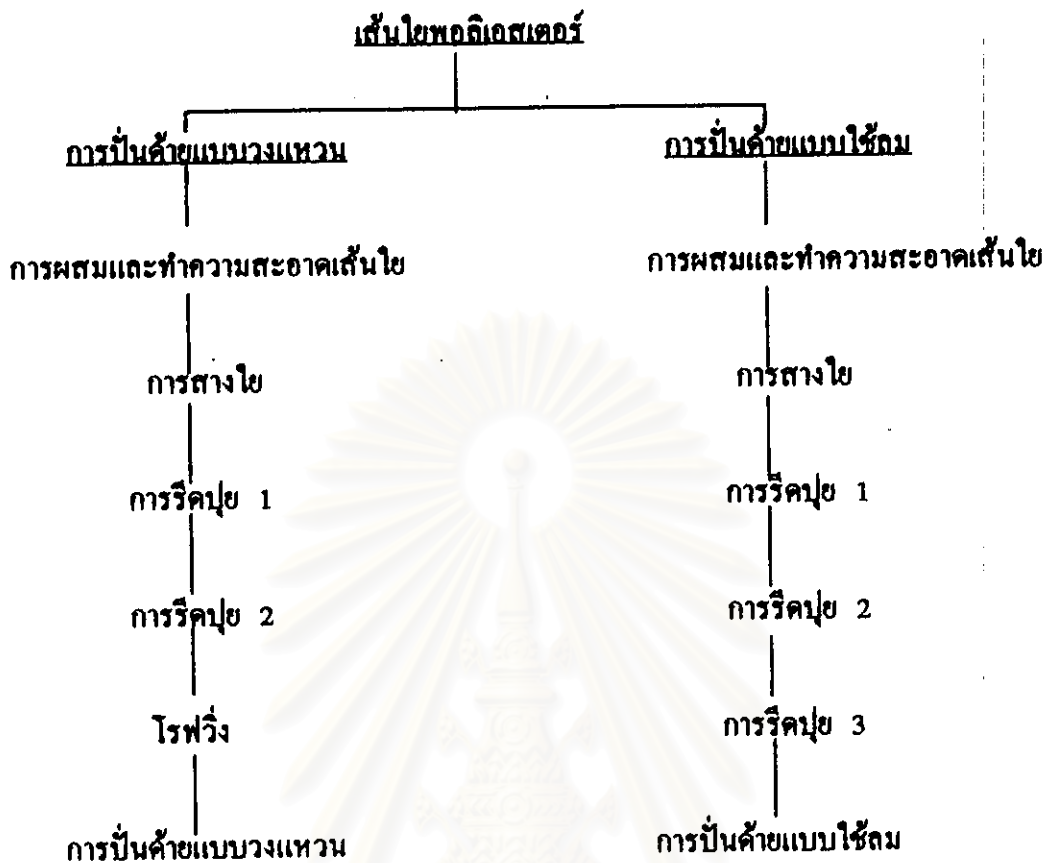 เส้นใยพอลิเอสเตอร์
การปั่นด้ายแบบวงแหวน
การปั่นด้ายแบบใช้ลม
การผสมและทำความสะอาดเส้นใย
การผสมและทำความสะอาดเส้นใย
การสางใย
การสางใย
การรีดปุย 1
การรีดปุย 1
การรีดปุย 2
การรีดปุย 2
โรฟวิ่ง
การรีดปุย 3
การปั่นด้ายแบบวงแหวน
การปั่นด้ายแบบใช้ลม